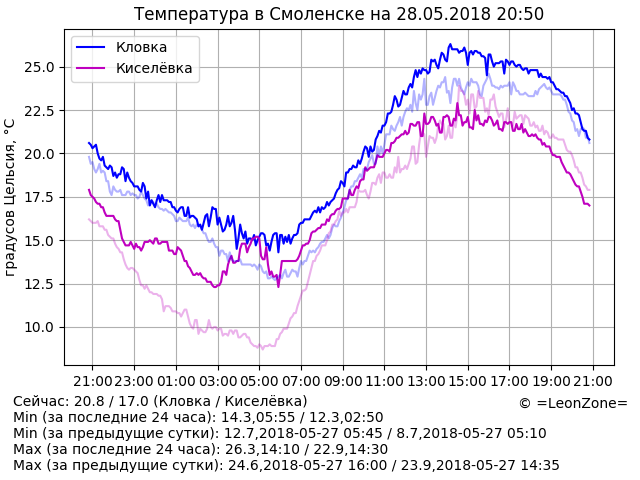 Температура в Смоленске на 28.05.2018 20:50
Кловка
Киселёвка
градусов Цельсия, °C
25.0
22.5
20.0
17.5
15.0
12.5
10.0
21:00 23:00 01:00 03:00 05:00 07:00 09:00 11:00 13:00 15:00 17:00 19:00 21:00
Сейчас: 20.8 / 17.0 (Кловка / Киселёвка)
© =LeonZone=
Min (за последние 24 часа): 14.3,05:55 / 12.3,02:50
Min (за предыдущие сутки): 12.7,2018-05-27 05:45 / 8.7,2018-05-27 05:10
Max (за последние 24 часа): 26.3,14:10 / 22.9,14:30
Max (за предыдущие сутки): 24.6,2018-05-27 16:00 / 23.9,2018-05-27 14:35